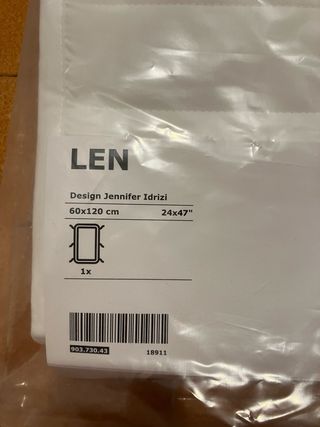 LEN
Design Jennifer Idrizi
60x120 cm 24x47"
1x
903.730.43 18911